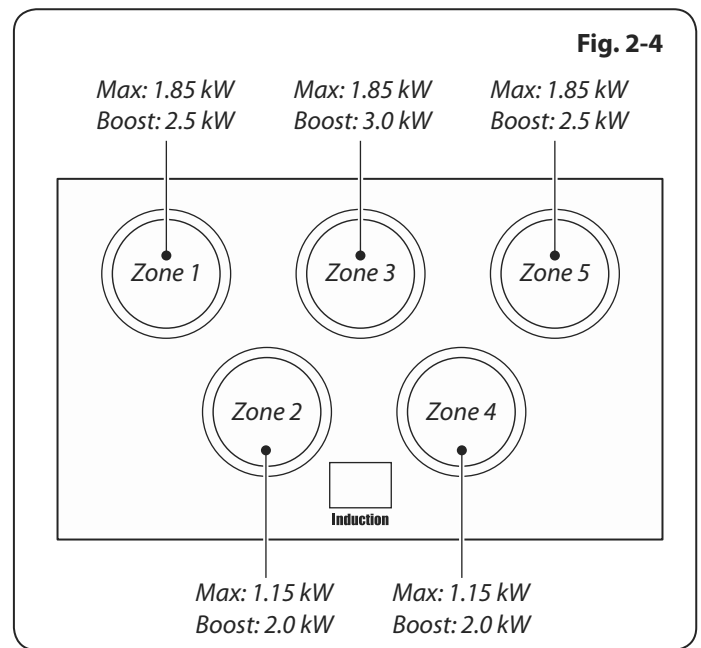 Fig. 2-4
Max: 1.85 kW
Boost: 2.5 kW
Max: 1.85 kW
Boost: 3.0 kW
Max: 1.85 kW
Boost: 2.5 kW
Zone 1
Zone 3
Zone 5
Zone 2
Zone 4
Induction
Max: 1.15 kW
Boost: 2.0 kW
Max: 1.15 kW
Boost: 2.0 kW